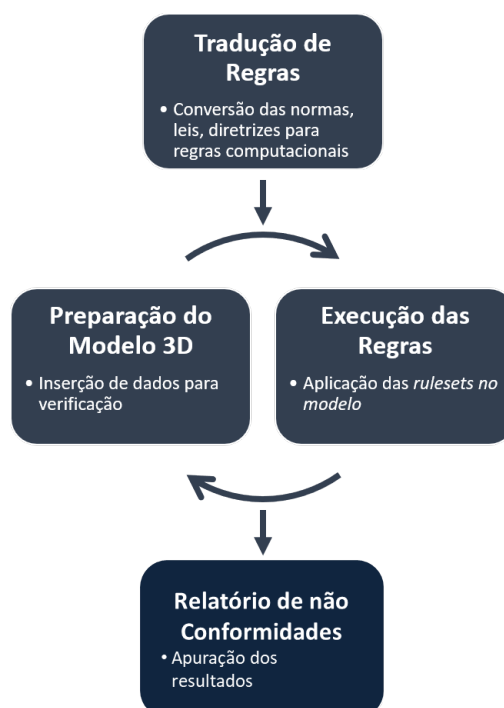 Tradução de
Regras
• Conversão das normas,
leis, diretrizes para
regras computacionais
Preparação do
Modelo 3D
• Inserção de dados para
verificação
Execução das
Regras
• Aplicação das rulesets no
modelo
Relatório de não
Conformidades
• Apuração dos
resultados